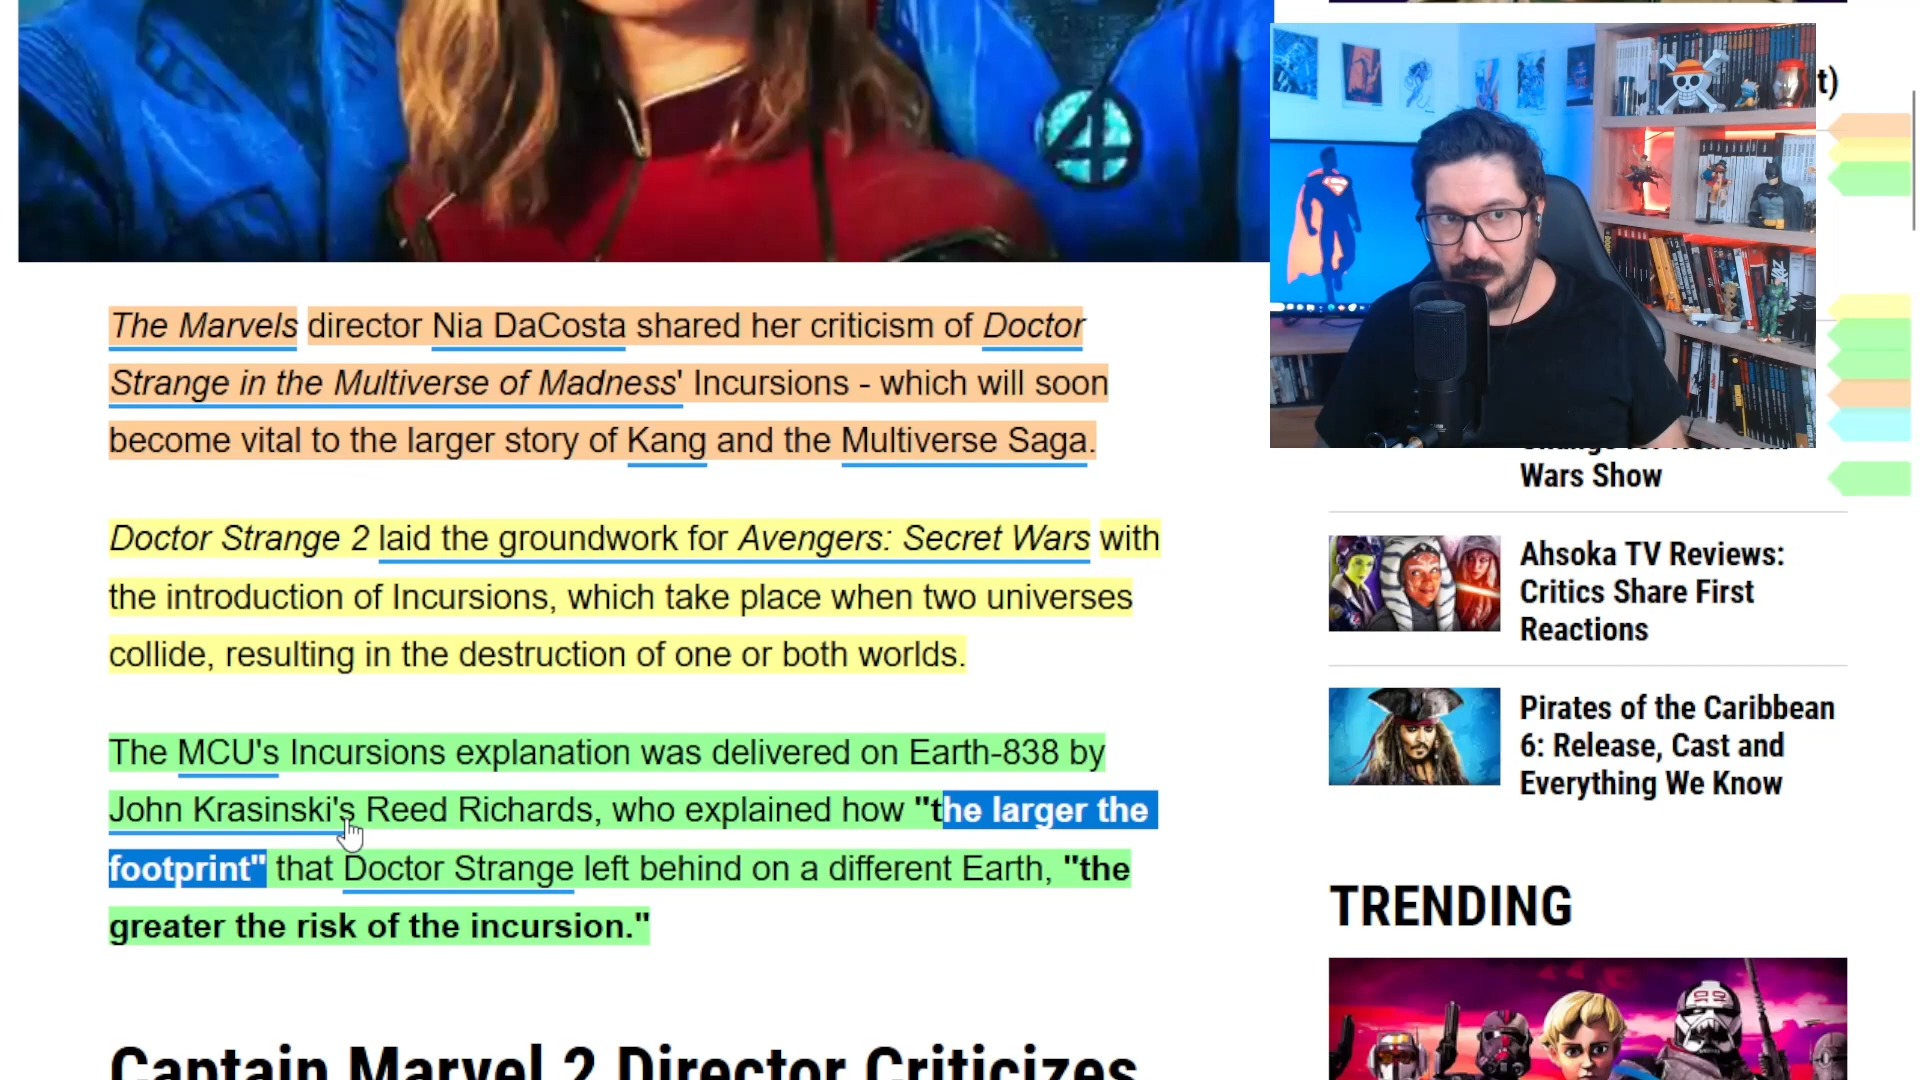 The Marvels director Nia DaCosta shared her criticism of Doctor
Strange in the Multiverse of Madness' Incursions - which will soon
become vital to the larger story of Kang and the Multiverse Saga.
Doctor Strange 2 laid the groundwork for Avengers: Secret Wars with
the introduction of Incursions, which take place when two universes
collide, resulting in the destruction of one or both worlds.
The MCU's Incursions explanation was delivered on Earth-838 by
John Krasinski's Reed Richards, who explained how "the larger the
footprint" that Doctor Strange left behind on a different Earth, "the
greater the risk of the incursion."
Captain Marvel 2 Director Criticizes
t)
Wars Show
Ahsoka TV Reviews:
Critics Share First
Reactions
Pirates of the Caribbean
6: Release, Cast and
Everything We Know
TRENDING
4